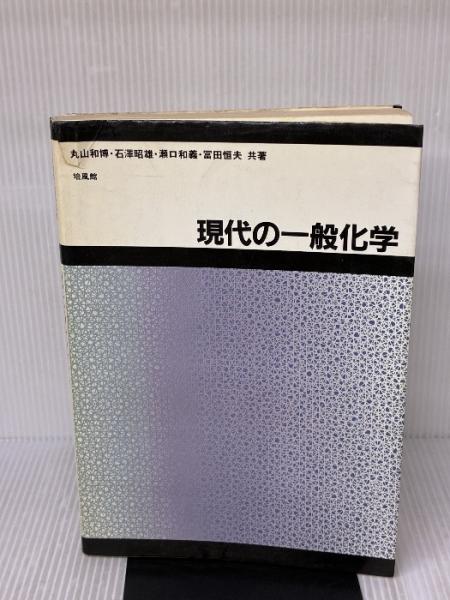 丸山和博・石澤昭雄・瀬口和義・冨田恒夫 共著
培風館
現代の一般化学